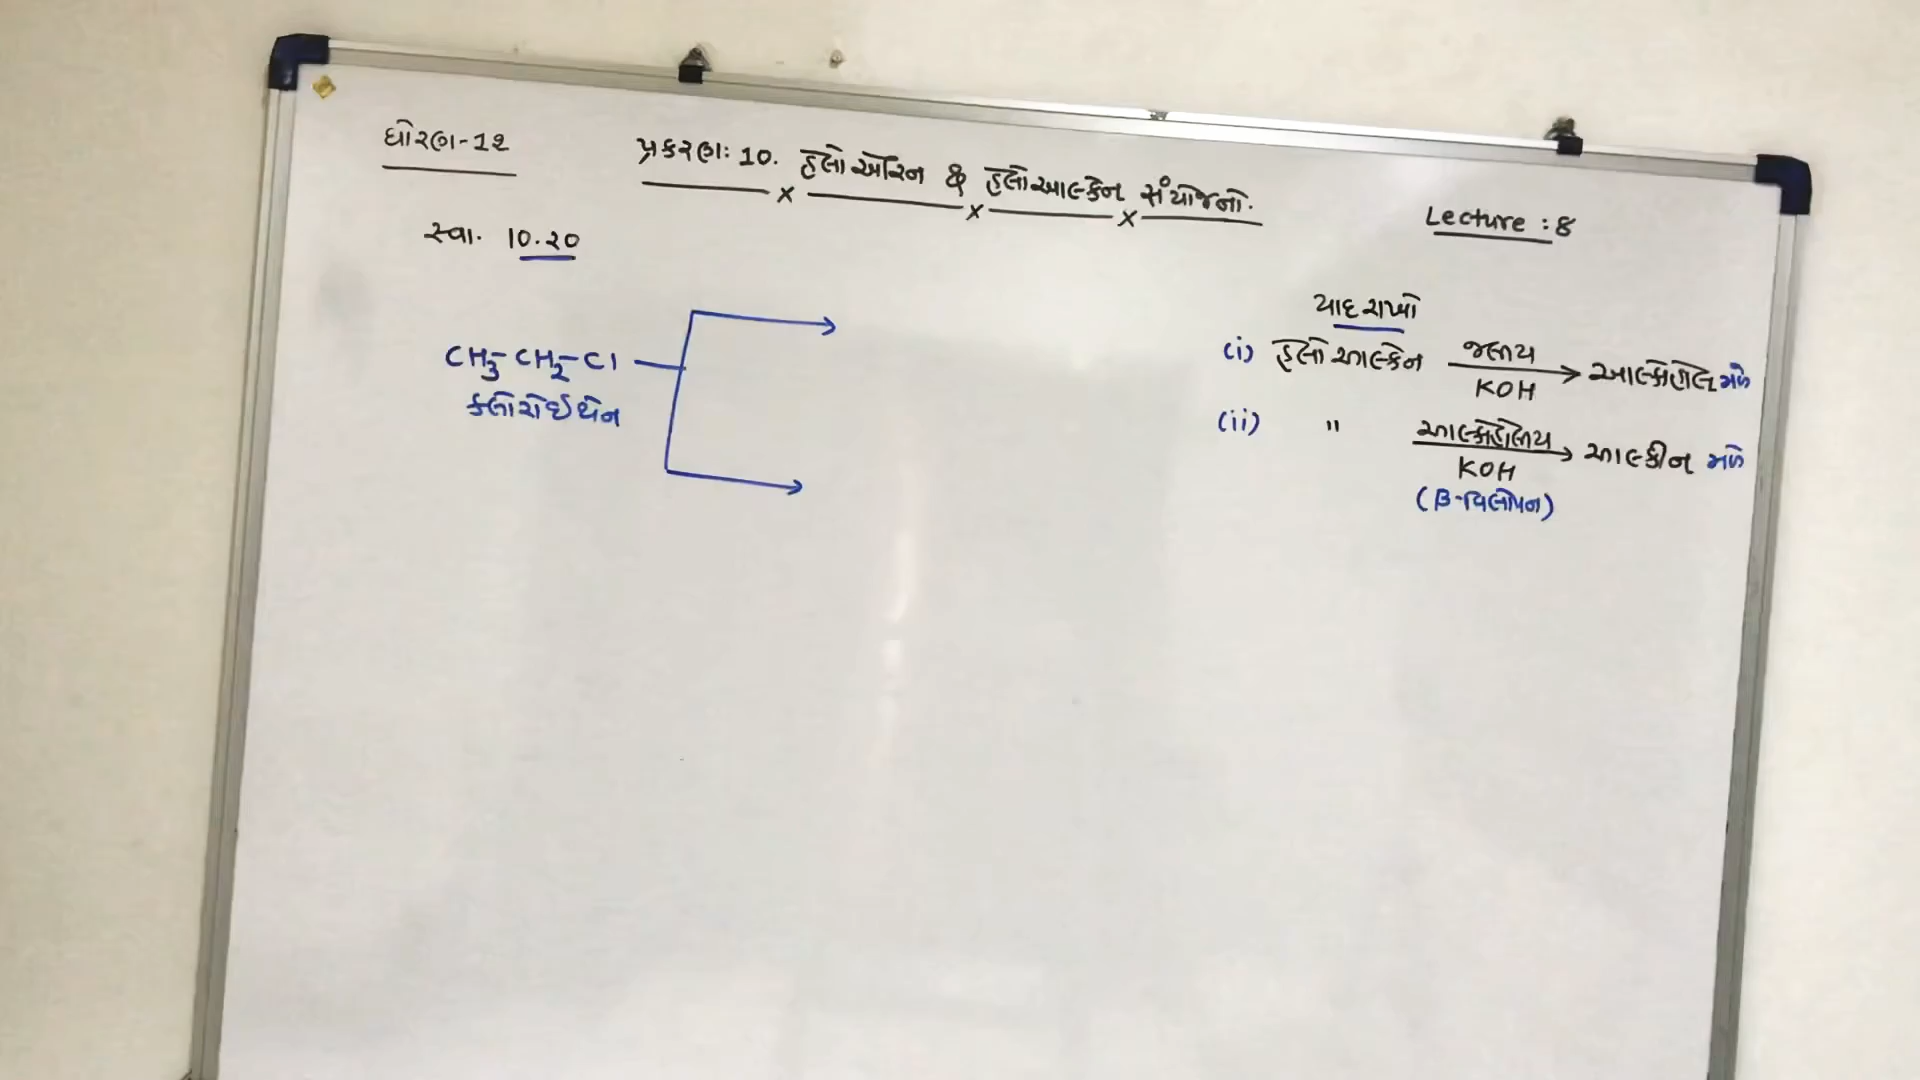 ધોરણ-૧૨
પ્રકરણ: 10. હેલોએરિન & હેલોઆલ્કેન સંયોજનો.
Lecture : 8
સ્વા. 10.20
CH₃-CH₂-Cl
ક્લોરોઈથેન
યાદ રાખો
(i) હેલોઆલ્કેન જલીય KOH → આલ્કોહોલ મળે
(ii) " આલ્કોહોલીય KOH → આલ્કીન મળે
(β-વિલોપન)